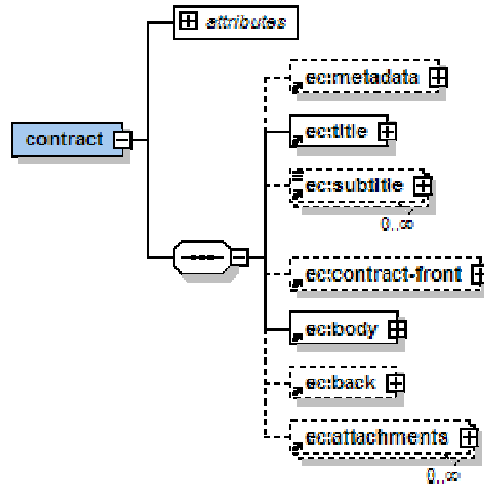 attributes
ec:metadata
contract
ec:title
ec:subtitle
0..∞
ec:contract-front
ec:body
ec:back
ec:attachments
0..∞